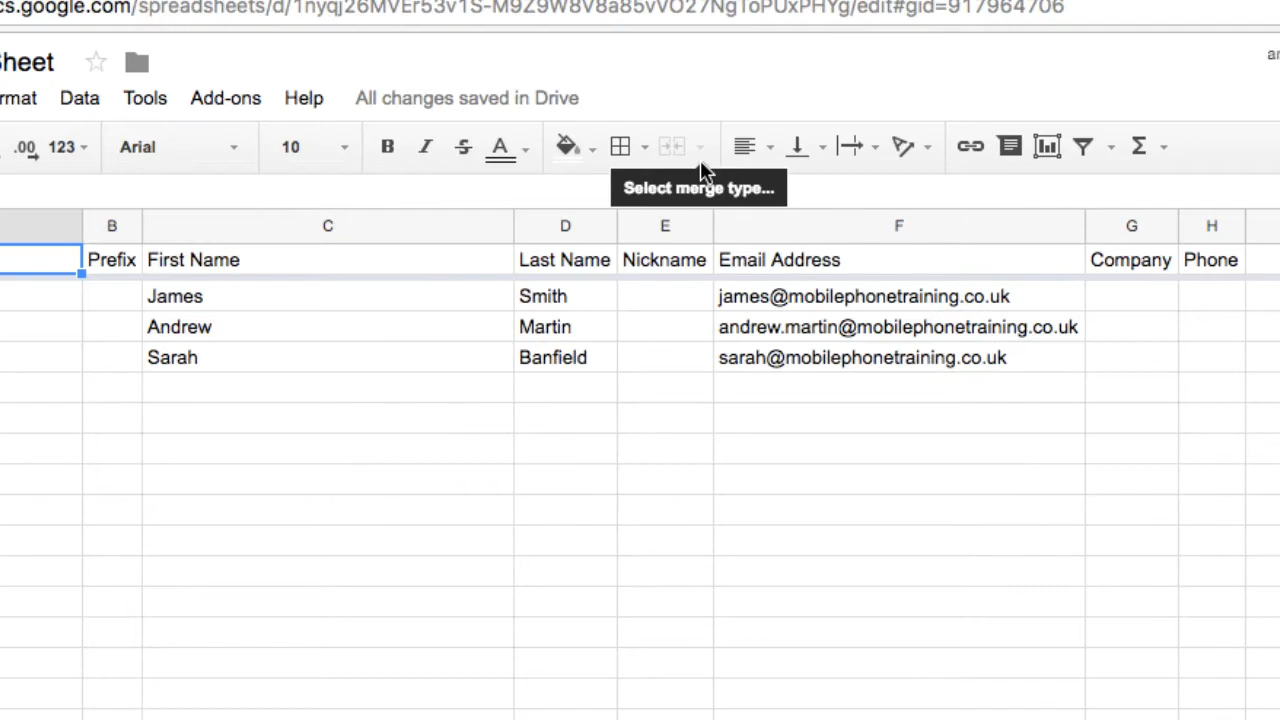 cs.google.com/spreadsheets/d/1nyqj26MVEr53v1S-M9Z9W8V8a85vVO27NgToPUxPHYg/edit#gid=917964706
Sheet
rmat Data Tools Add-ons Help All changes saved in Drive
.00 123 Arial 10 B I S A Σ
Select merge type...
B C D E F G H
Prefix First Name Last Name Nickname Email Address Company Phone
James Smith james@mobilephonetraining.co.uk
Andrew Martin andrew.martin@mobilephonetraining.co.uk
Sarah Banfield sarah@mobilephonetraining.co.uk